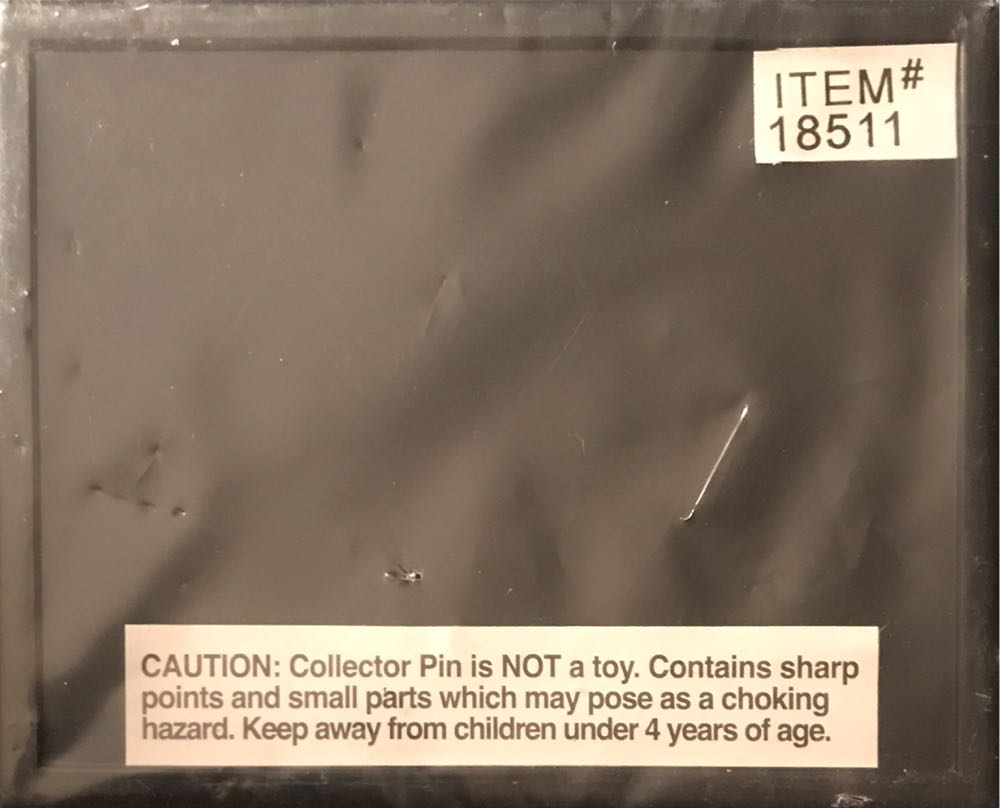 ITEM#
18511
CAUTION: Collector Pin is NOT a toy. Contains sharp
points and small parts which may pose as a choking
hazard. Keep away from children under 4 years of age.